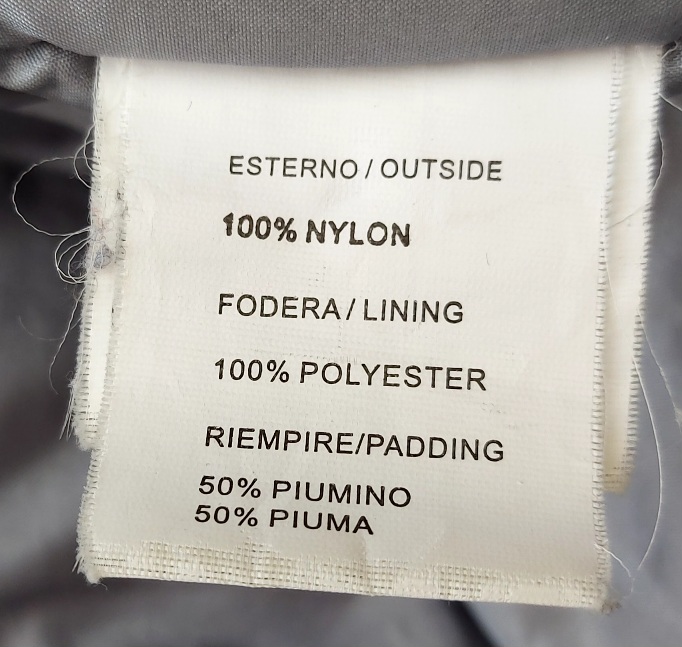 ESTERNO/OUTSIDE
100% NYLON
FODERA/LINING
100% POLYESTER
RIEMPIRE/PADDING
50% PIUMINO
50% PIUMA